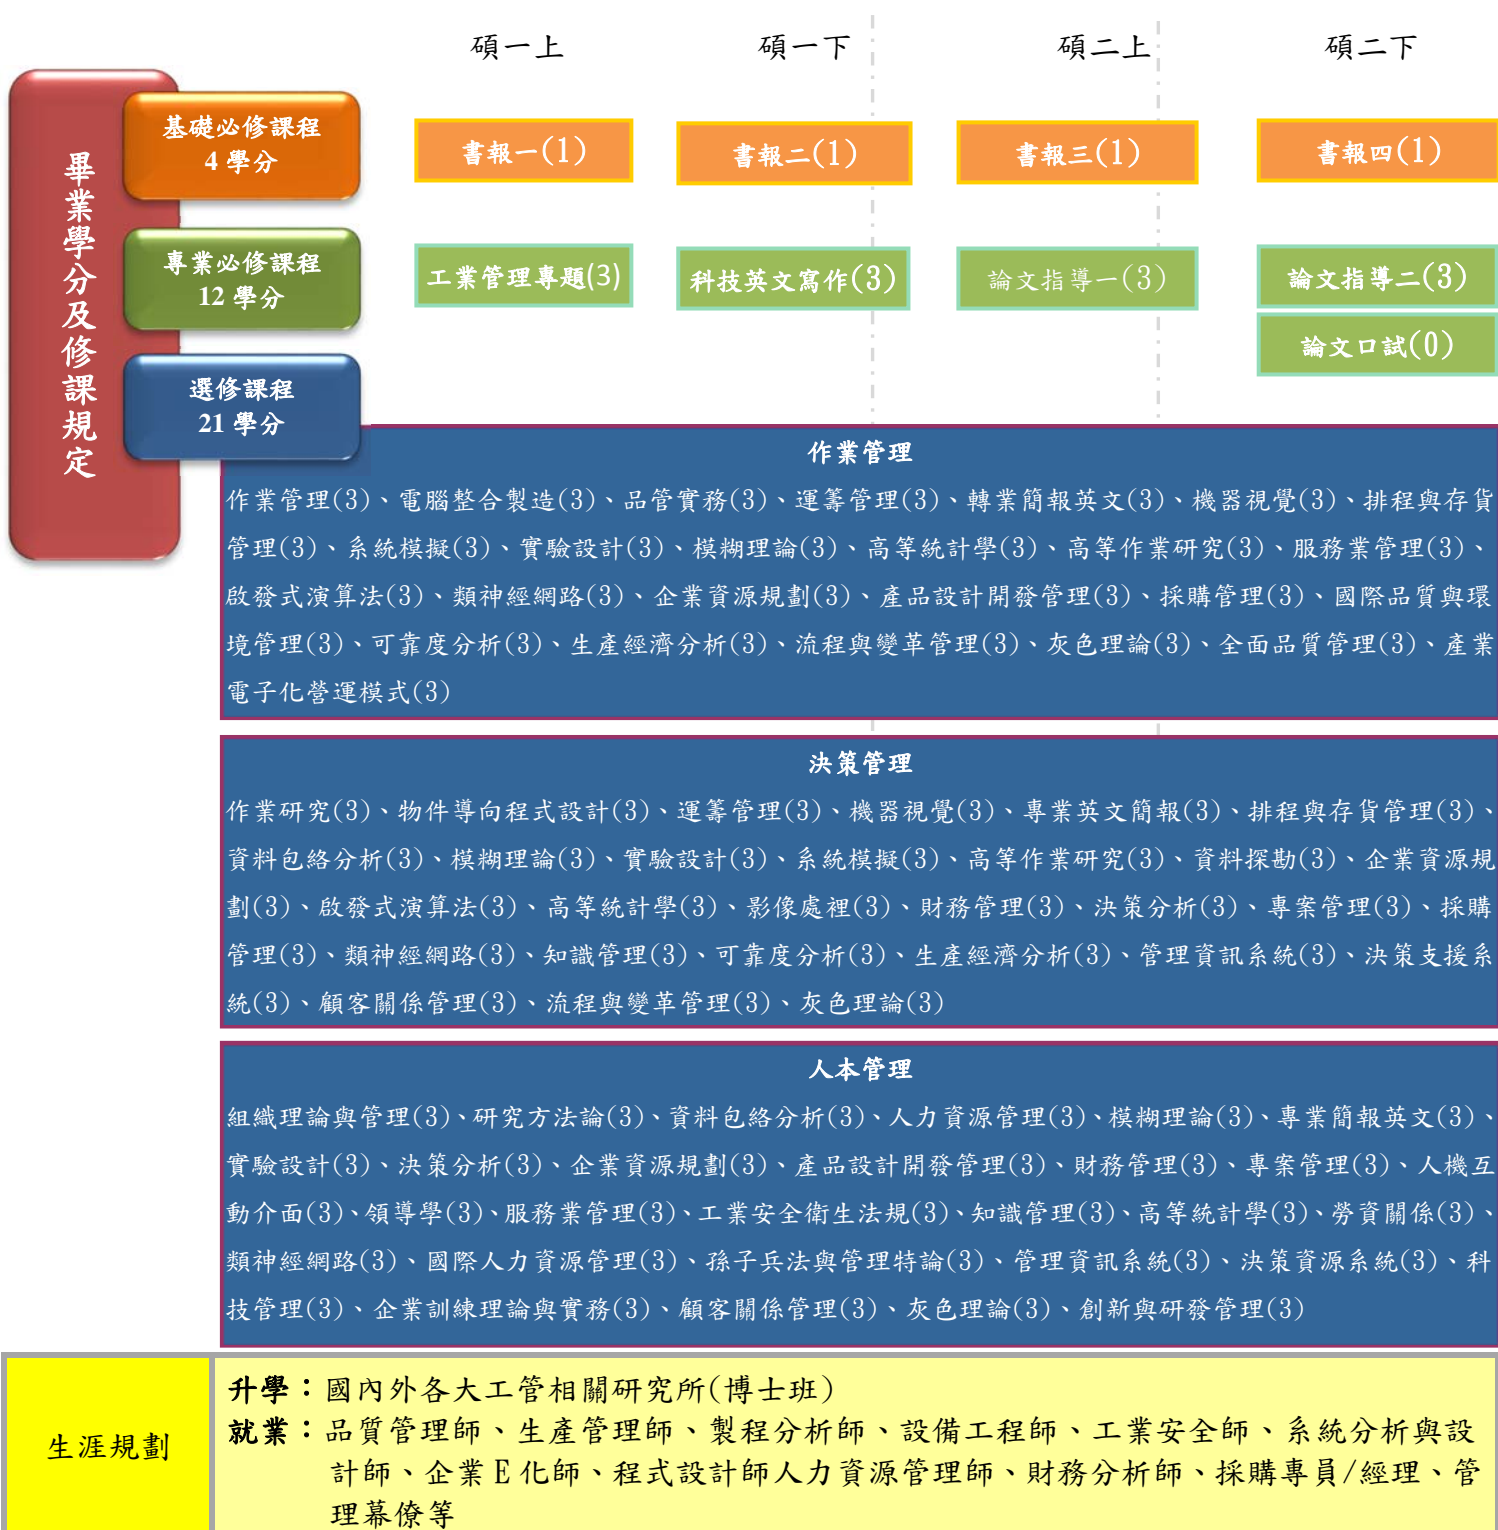 碩一上 碩一下 碩二上 碩二下
畢業學分及修課規定
基礎必修課程
4 學分
書報一(1) 書報二(1) 書報三(1) 書報四(1)
專業必修課程
12 學分
工業管理專題(3) 科技英文寫作(3) 論文指導一(3) 論文指導二(3)
論文口試(0)
選修課程
21 學分
作業管理
作業管理(3)、電腦整合製造(3)、品管實務(3)、運籌管理(3)、轉業簡報英文(3)、機器視覺(3)、排程與存貨
管理(3)、系統模擬(3)、實驗設計(3)、模糊理論(3)、高等統計學(3)、高等作業研究(3)、服務業管理(3)、
啟發式演算法(3)、類神經網路(3)、企業資源規劃(3)、產品設計開發管理(3)、採購管理(3)、國際品質與環
境管理(3)、可靠度分析(3)、生產經濟分析(3)、流程與變革管理(3)、灰色理論(3)、全面品質管理(3)、產業
電子化營運模式(3)
決策管理
作業研究(3)、物件導向程式設計(3)、運籌管理(3)、機器視覺(3)、專業英文簡報(3)、排程與存貨管理(3)、
資料包絡分析(3)、模糊理論(3)、實驗設計(3)、系統模擬(3)、高等作業研究(3)、資料探勘(3)、企業資源規
劃(3)、啟發式演算法(3)、高等統計學(3)、影像處裡(3)、財務管理(3)、決策分析(3)、專案管理(3)、採購
管理(3)、類神經網路(3)、知識管理(3)、可靠度分析(3)、生產經濟分析(3)、管理資訊系統(3)、決策支援系
統(3)、顧客關係管理(3)、流程與變革管理(3)、灰色理論(3)
人本管理
組織理論與管理(3)、研究方法論(3)、資料包絡分析(3)、人力資源管理(3)、模糊理論(3)、專業簡報英文(3)、
實驗設計(3)、決策分析(3)、企業資源規劃(3)、產品設計開發管理(3)、財務管理(3)、專案管理(3)、人機互
動介面(3)、領導學(3)、服務業管理(3)、工業安全衛生法規(3)、知識管理(3)、高等統計學(3)、勞資關係(3)、
類神經網路(3)、國際人力資源管理(3)、孫子兵法與管理特論(3)、管理資訊系統(3)、決策資源系統(3)、科
技管理(3)、企業訓練理論與實務(3)、顧客關係管理(3)、灰色理論(3)、創新與研發管理(3)
生涯規劃
升學：國內外各大工管相關研究所(博士班)
就業：品質管理師、生產管理師、製程分析師、設備工程師、工業安全師、系統分析與設
計師、企業 E 化師、程式設計師人力資源管理師、財務分析師、採購專員/經理、管
理幕僚等